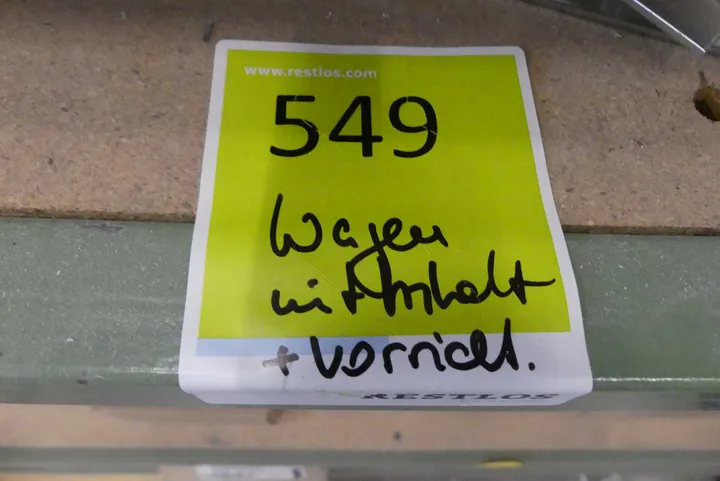 www.restlos.com
549
Wagen
mit Inhalt
+ Vorricht.
RESTLOS